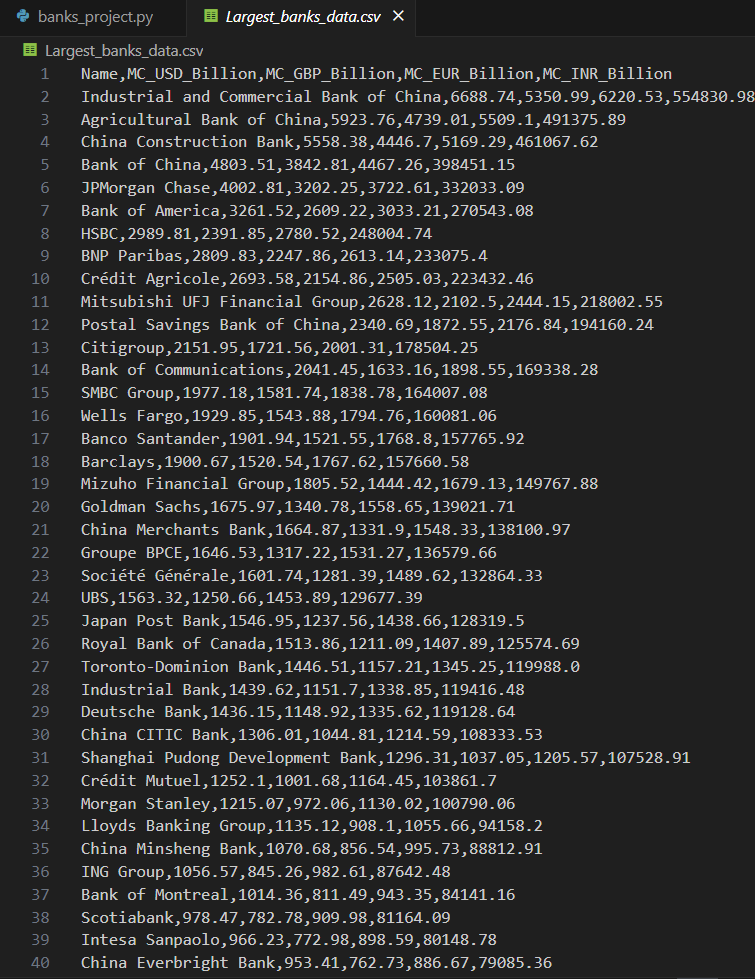 banks_project.py
Largest_banks_data.csv
Largest_banks_data.csv
1 Name,MC_USD_Billion,MC_GBP_Billion,MC_EUR_Billion,MC_INR_Billion
2 Industrial and Commercial Bank of China,6688.74,5350.99,6220.53,554830.98
3 Agricultural Bank of China,5923.76,4739.01,5509.1,491375.89
4 China Construction Bank,5558.38,4446.7,5169.29,461067.62
5 Bank of China,4803.51,3842.81,4467.26,398451.15
6 JPMorgan Chase,4002.81,3202.25,3722.61,332033.09
7 Bank of America,3261.52,2609.22,3033.21,270543.08
8 HSBC,2989.81,2391.85,2780.52,248004.74
9 BNP Paribas,2809.83,2247.86,2613.14,233075.4
10 Crédit Agricole,2693.58,2154.86,2505.03,223432.46
11 Mitsubishi UFJ Financial Group,2628.12,2102.5,2444.15,218002.55
12 Postal Savings Bank of China,2340.69,1872.55,2176.84,194160.24
13 Citigroup,2151.95,1721.56,2001.31,178504.25
14 Bank of Communications,2041.45,1633.16,1898.55,169338.28
15 SMBC Group,1977.18,1581.74,1838.78,164007.08
16 Wells Fargo,1929.85,1543.88,1794.76,160081.06
17 Banco Santander,1901.94,1521.55,1768.8,157765.92
18 Barclays,1900.67,1520.54,1767.62,157660.58
19 Mizuho Financial Group,1805.52,1444.42,1679.13,149767.88
20 Goldman Sachs,1675.97,1340.78,1558.65,139021.71
21 China Merchants Bank,1664.87,1331.9,1548.33,138100.97
22 Groupe BPCE,1646.53,1317.22,1531.27,136579.66
23 Société Générale,1601.74,1281.39,1489.62,132864.33
24 UBS,1563.32,1250.66,1453.89,129677.39
25 Japan Post Bank,1546.95,1237.56,1438.66,128319.5
26 Royal Bank of Canada,1513.86,1211.09,1407.89,125574.69
27 Toronto-Dominion Bank,1446.51,1157.21,1345.25,119988.0
28 Industrial Bank,1439.62,1151.7,1338.85,119416.48
29 Deutsche Bank,1436.15,1148.92,1335.62,119128.64
30 China CITIC Bank,1306.01,1044.81,1214.59,108333.53
31 Shanghai Pudong Development Bank,1296.31,1037.05,1205.57,107528.91
32 Crédit Mutuel,1252.1,1001.68,1164.45,103861.7
33 Morgan Stanley,1215.07,972.06,1130.02,100790.06
34 Lloyds Banking Group,1135.12,908.1,1055.66,94158.2
35 China Minsheng Bank,1070.68,856.54,995.73,88812.91
36 ING Group,1056.57,845.26,982.61,87642.48
37 Bank of Montreal,1014.36,811.49,943.35,84141.16
38 Scotiabank,978.47,782.78,909.98,81164.09
39 Intesa Sanpaolo,966.23,772.98,898.59,80148.78
40 China Everbright Bank,953.41,762.73,886.67,79085.36